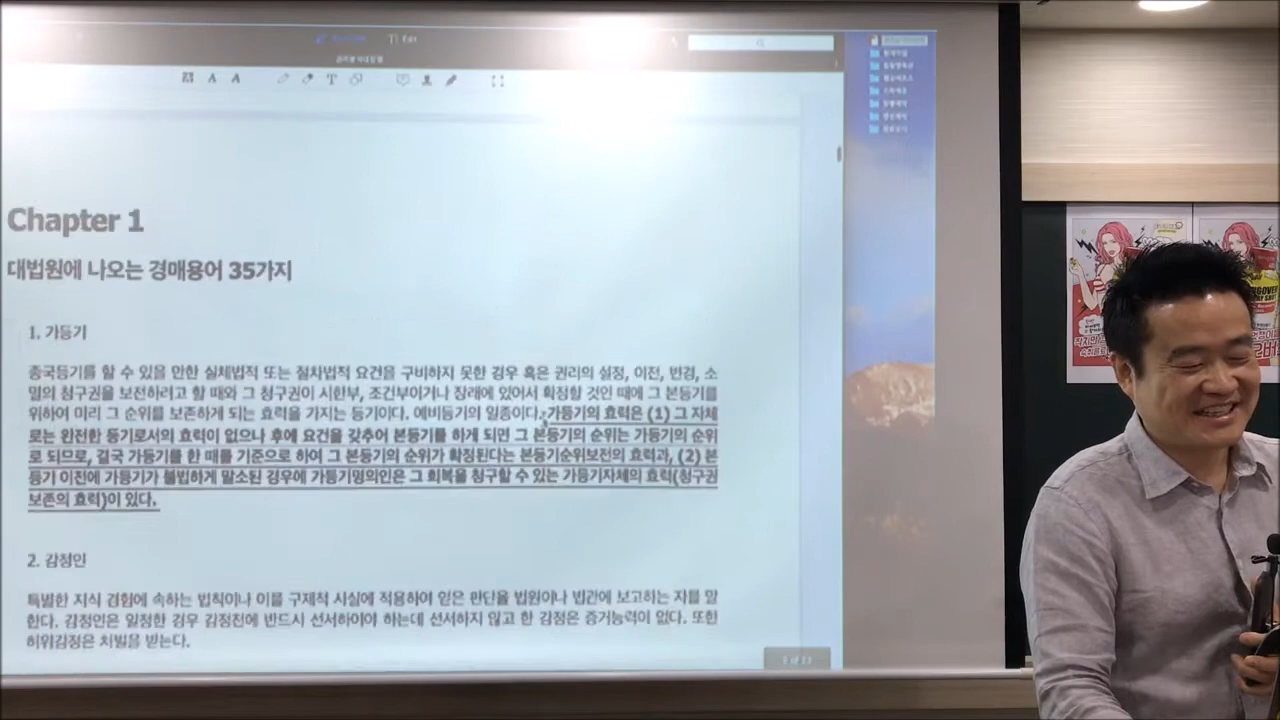 Chapter 1
대법원에 나오는 경매용어 35가지
1. 가등기
종국등기를 할 수 있을 만한 실체법적 또는 절차법적 요건을 구비하지 못한 경우 혹은 권리의 설정, 이전, 변경, 소
멸의 청구권을 보전하려고 할 때와 그 청구권이 시한부, 조건부이거나 장래에 있어서 확정할 것인 때에 그 본등기를
위하여 미리 그 순위를 보존하게 되는 효력을 가지는 등기이다. 예비등기의 일종이다. 가등기의 효력은 (1) 그 자체
로는 완전한 등기로서의 효력이 없으나 후에 요건을 갖추어 본등기를 하게 되면 그 본등기의 순위는 가등기의 순위
로 되므로, 결국 가등기를 한 때를 기준으로 하여 그 본등기의 순위가 확정된다는 본등기순위보전의 효력과, (2) 본
등기 이전에 가등기가 불법하게 말소된 경우에 가등기명의인은 그 회복을 청구할 수 있는 가등기자체의 효력(청구권
보존의 효력)이 있다.
2. 감정인
특별한 지식 경험에 속하는 법칙이나 이를 구체적 사실에 적용하여 얻은 판단을 법원이나 법관에 보고하는 자를 말
한다. 감정인은 일정한 경우 감정전에 반드시 선서하여야 하는데 선서하지 않고 한 감정은 증거능력이 없다. 또한
허위감정은 처벌을 받는다.